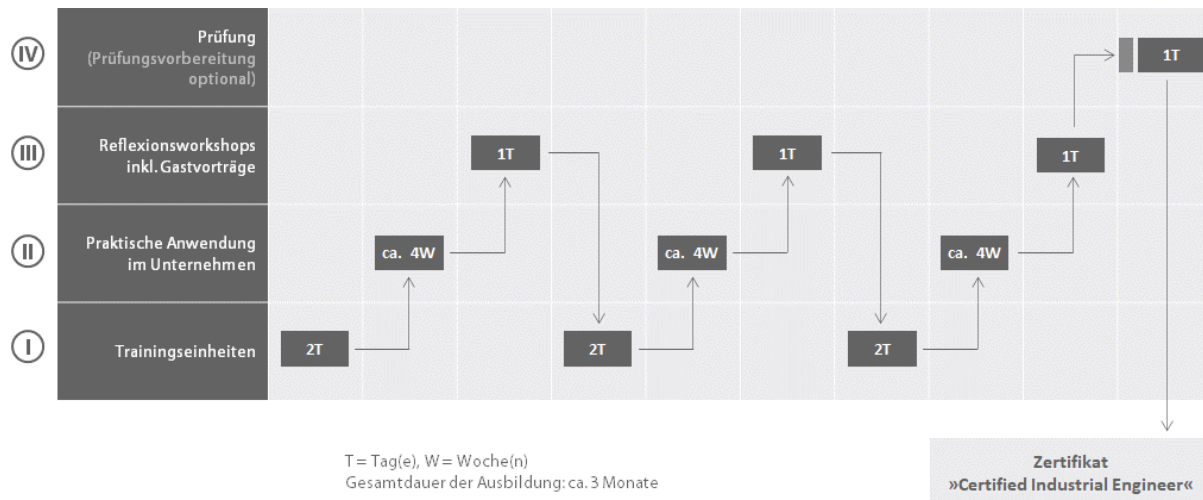 IV
Prüfung
(Prüfungsvorbereitung
optional)
1T
III
Reflexionsworkshops
inkl. Gastvorträge
1T
1T
1T
II
Praktische Anwendung
im Unternehmen
ca. 4W
ca. 4W
ca. 4W
I
Trainingseinheiten
2T
2T
2T
T = Tag(e), W = Woche(n)
Gesamtdauer der Ausbildung: ca. 3 Monate
Zertifikat
»Certified Industrial Engineer«